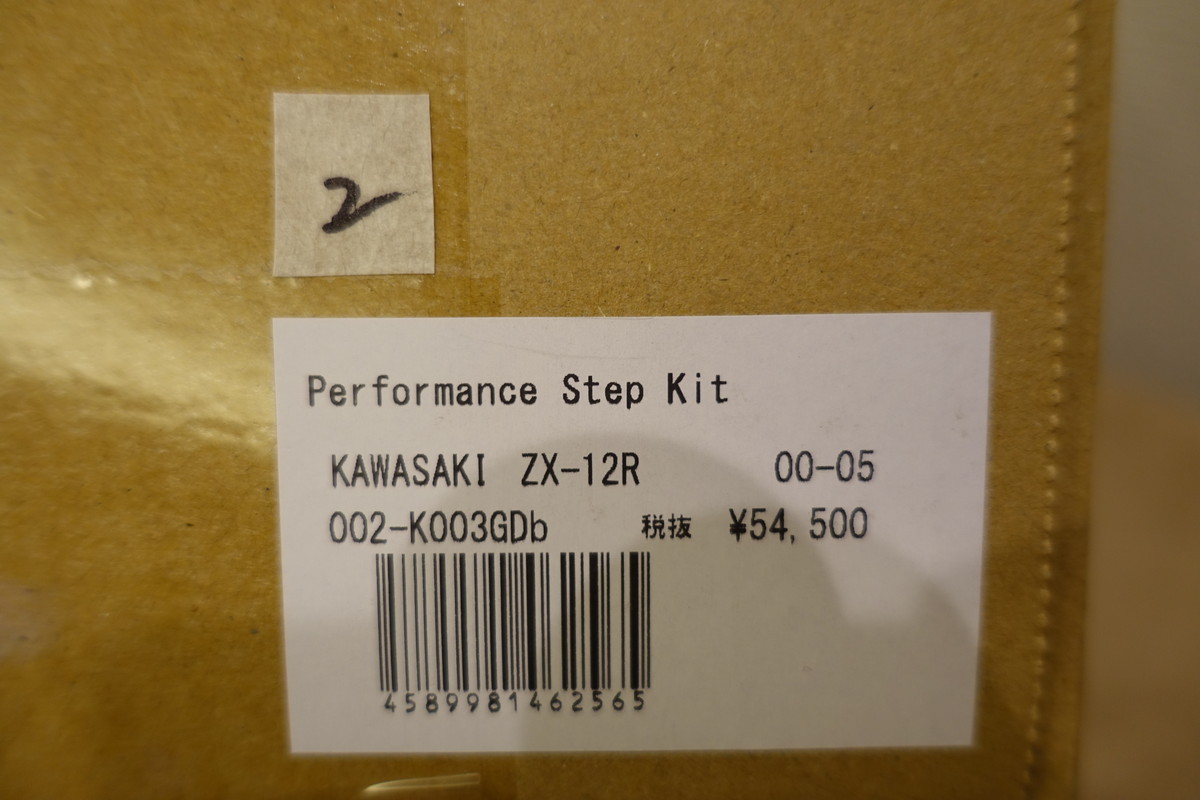 2
Performance Step Kit
KAWASAKI ZX-12R 00-05
002-K003GDb 税抜 ¥54,500
4589981462565